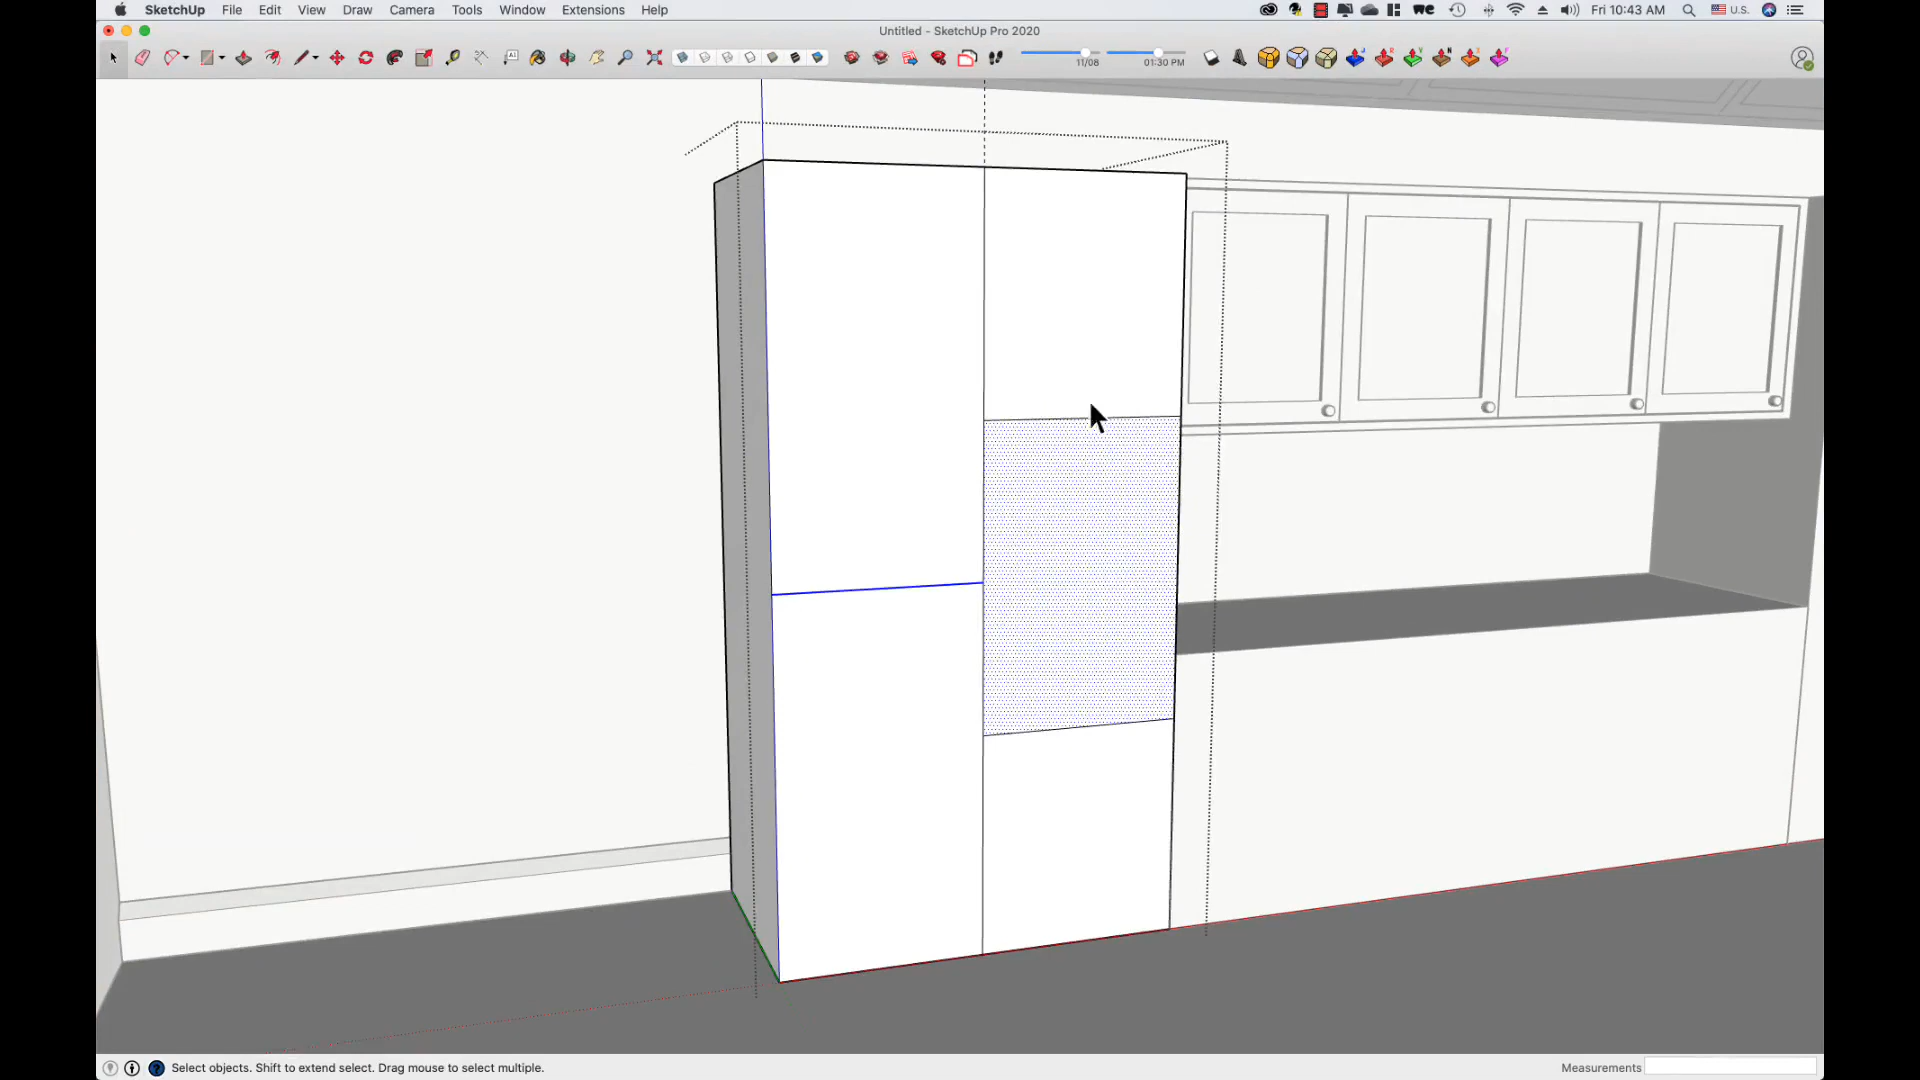 SketchUp File Edit View Draw Camera Tools Window Extensions Help U.S. Fri 10:43 AM
Untitled - SketchUp Pro 2020
11/08 01:30 PM
Select objects. Shift to extend select. Drag mouse to select multiple. Measurements